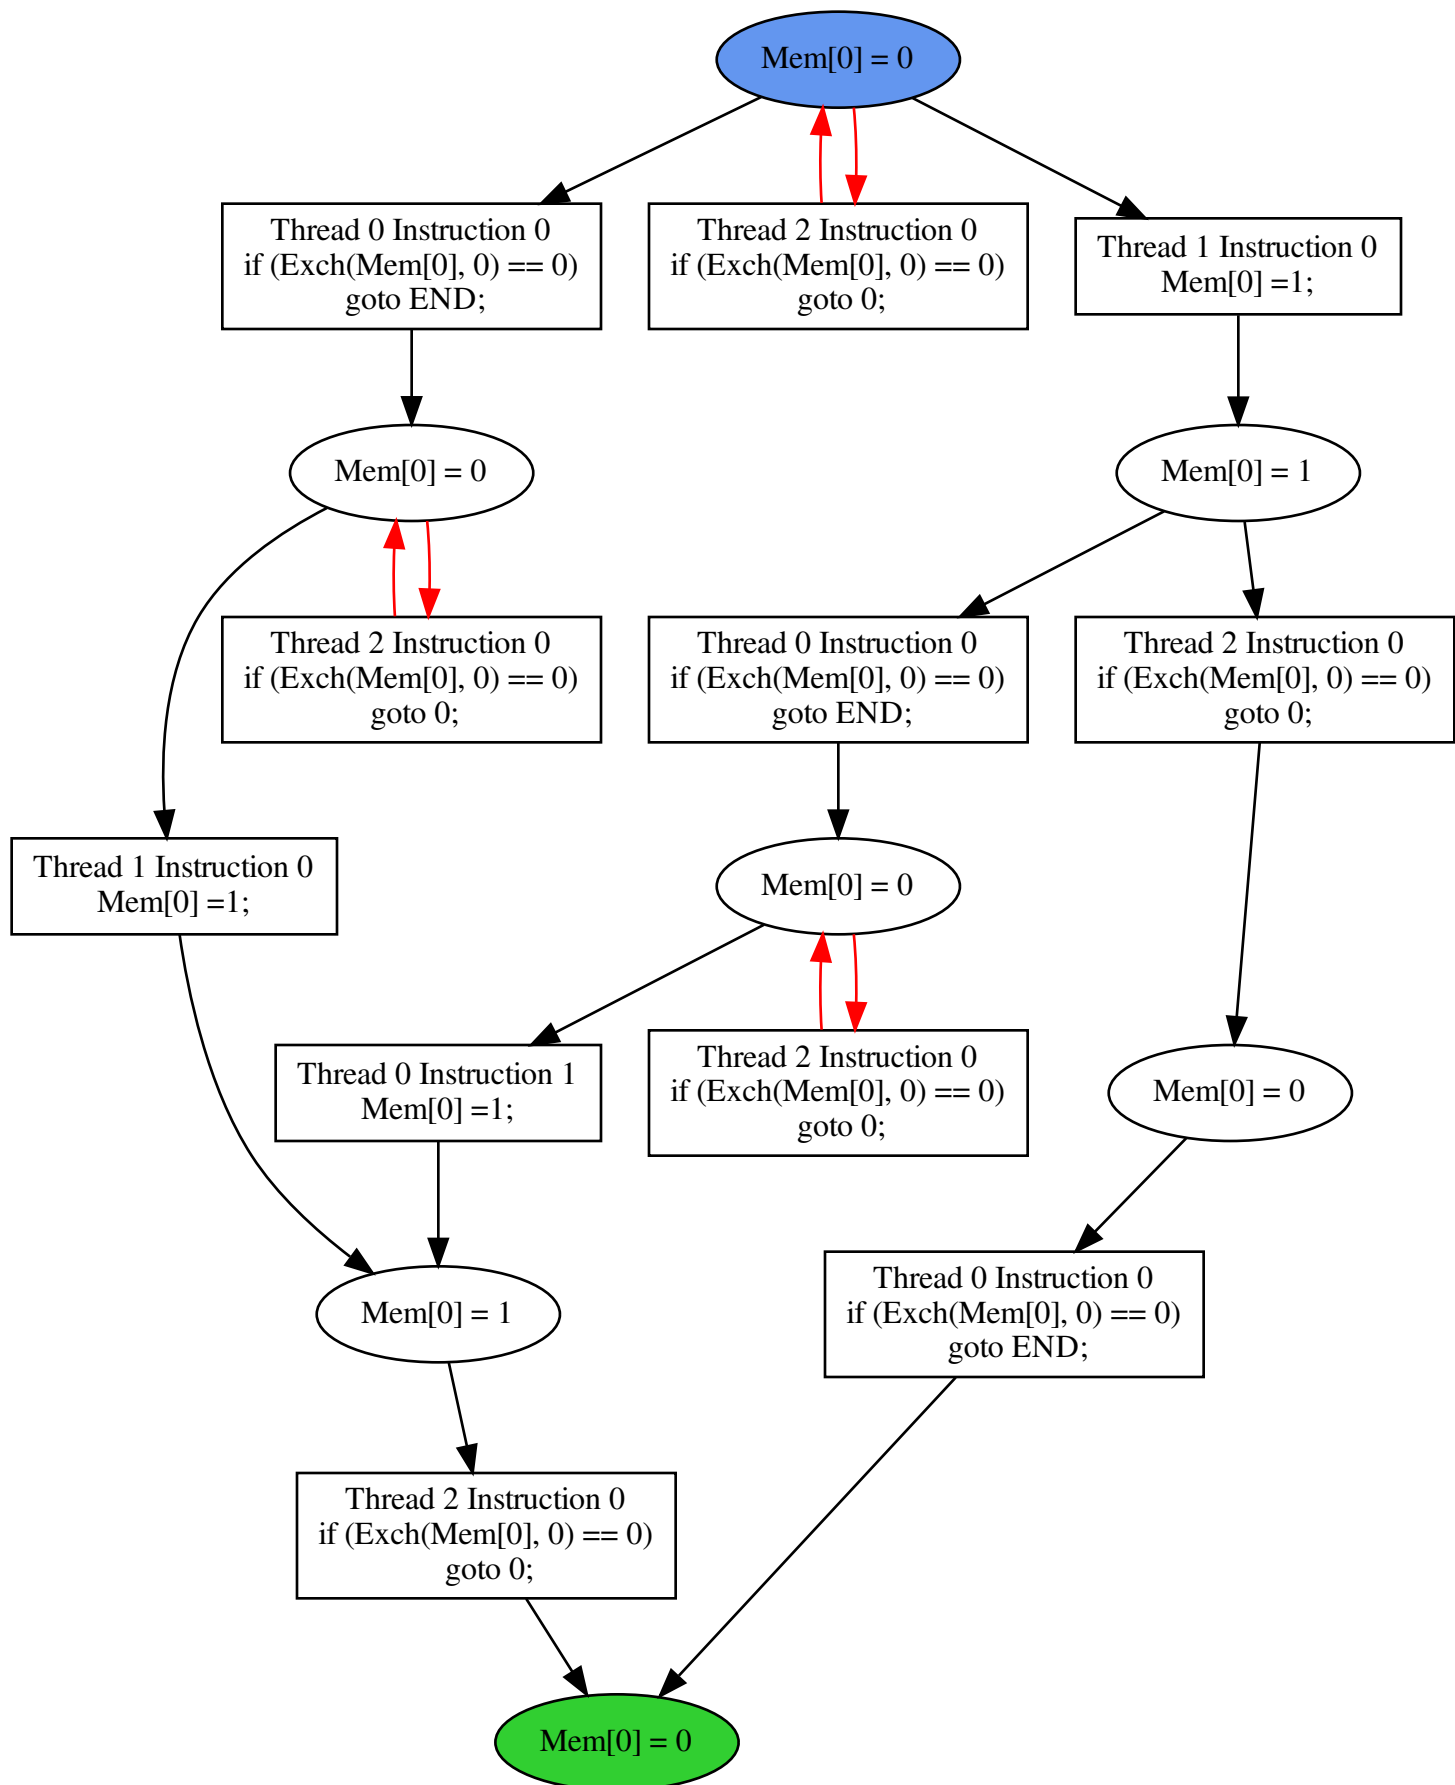 Mem[0] = 0
Thread 0 Instruction 0
if (Exch(Mem[0], 0) == 0)
goto END;
Thread 2 Instruction 0
if (Exch(Mem[0], 0) == 0)
goto 0;
Thread 1 Instruction 0
Mem[0] =1;
Mem[0] = 0
Mem[0] = 1
Thread 2 Instruction 0
if (Exch(Mem[0], 0) == 0)
goto 0;
Thread 0 Instruction 0
if (Exch(Mem[0], 0) == 0)
goto END;
Thread 2 Instruction 0
if (Exch(Mem[0], 0) == 0)
goto 0;
Thread 1 Instruction 0
Mem[0] =1;
Mem[0] = 0
Thread 0 Instruction 1
Mem[0] =1;
Thread 2 Instruction 0
if (Exch(Mem[0], 0) == 0)
goto 0;
Mem[0] = 0
Mem[0] = 1
Thread 0 Instruction 0
if (Exch(Mem[0], 0) == 0)
goto END;
Thread 2 Instruction 0
if (Exch(Mem[0], 0) == 0)
goto 0;
Mem[0] = 0